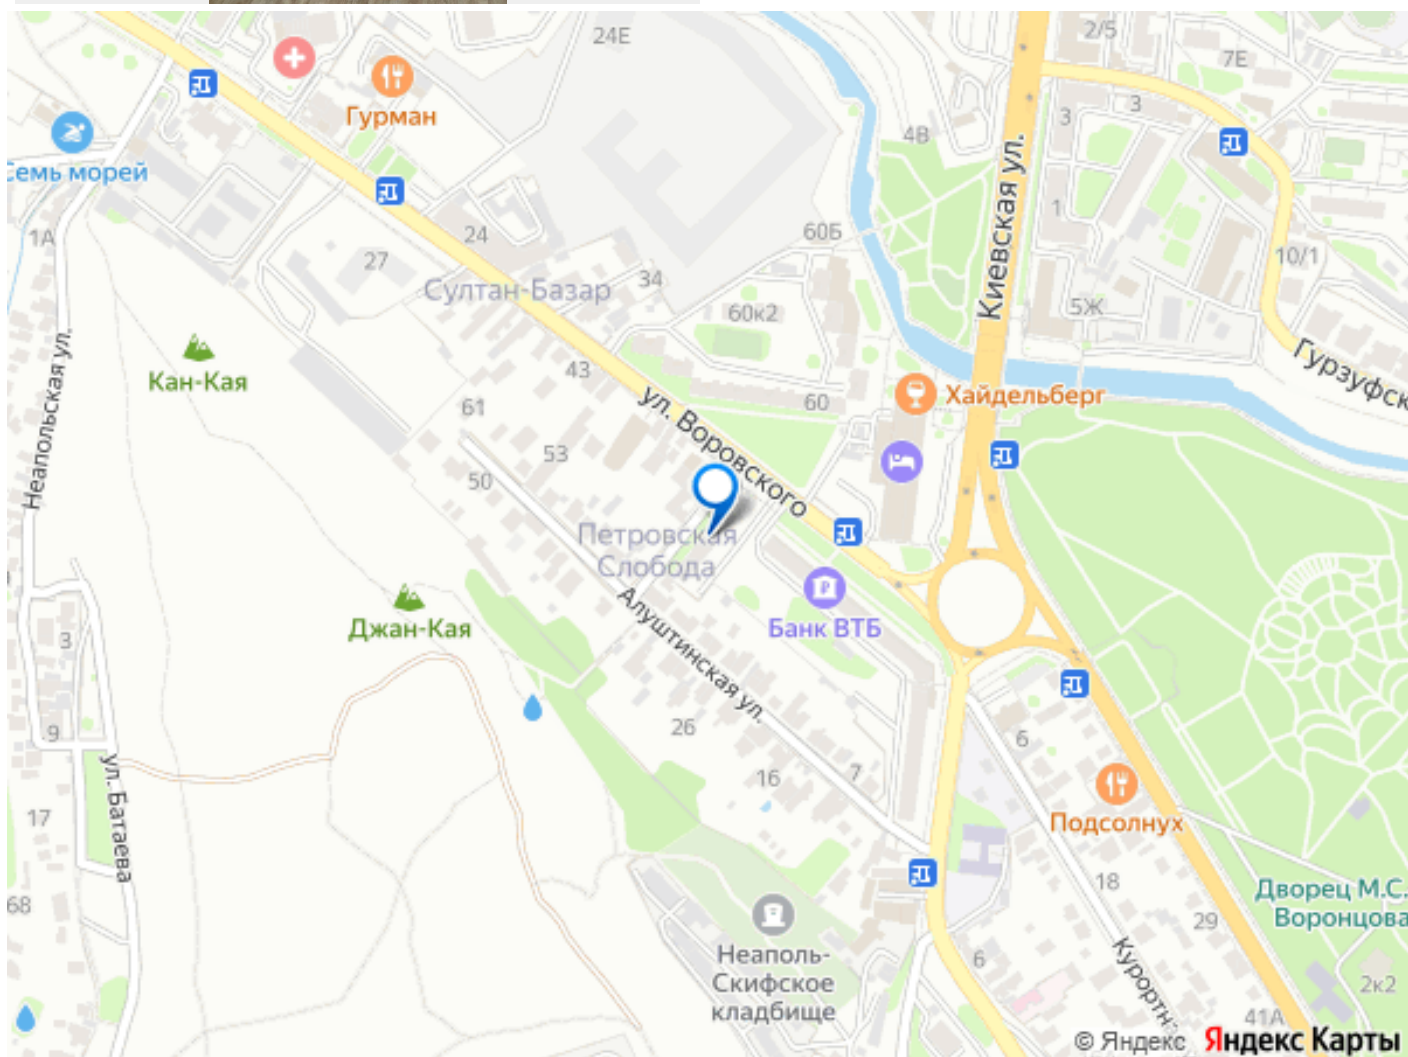 24Е
2/5
7Е
Гурман
3
3
4В
Семь морей
Киевская ул.
1
1А
24
60Б
27
10/1
Султан-Базар
34
60к2
5Ж
Неапольская ул.
Кан-Кая
43
Гурзуфск
61
60
Хайдельберг
ул. Воровского
53
50
Петровская
Слобода
Алуштинская ул.
Банк ВТБ
Джан-Кая
3
9
26
6
ул. Батаева
16
7
17
Подсолнух
68
18
Дворец М.С.
Воронцова
29
Неаполь-
Скифское
кладбище
6
Курортн
2к2
41А
© Яндекс Яндекс Карты